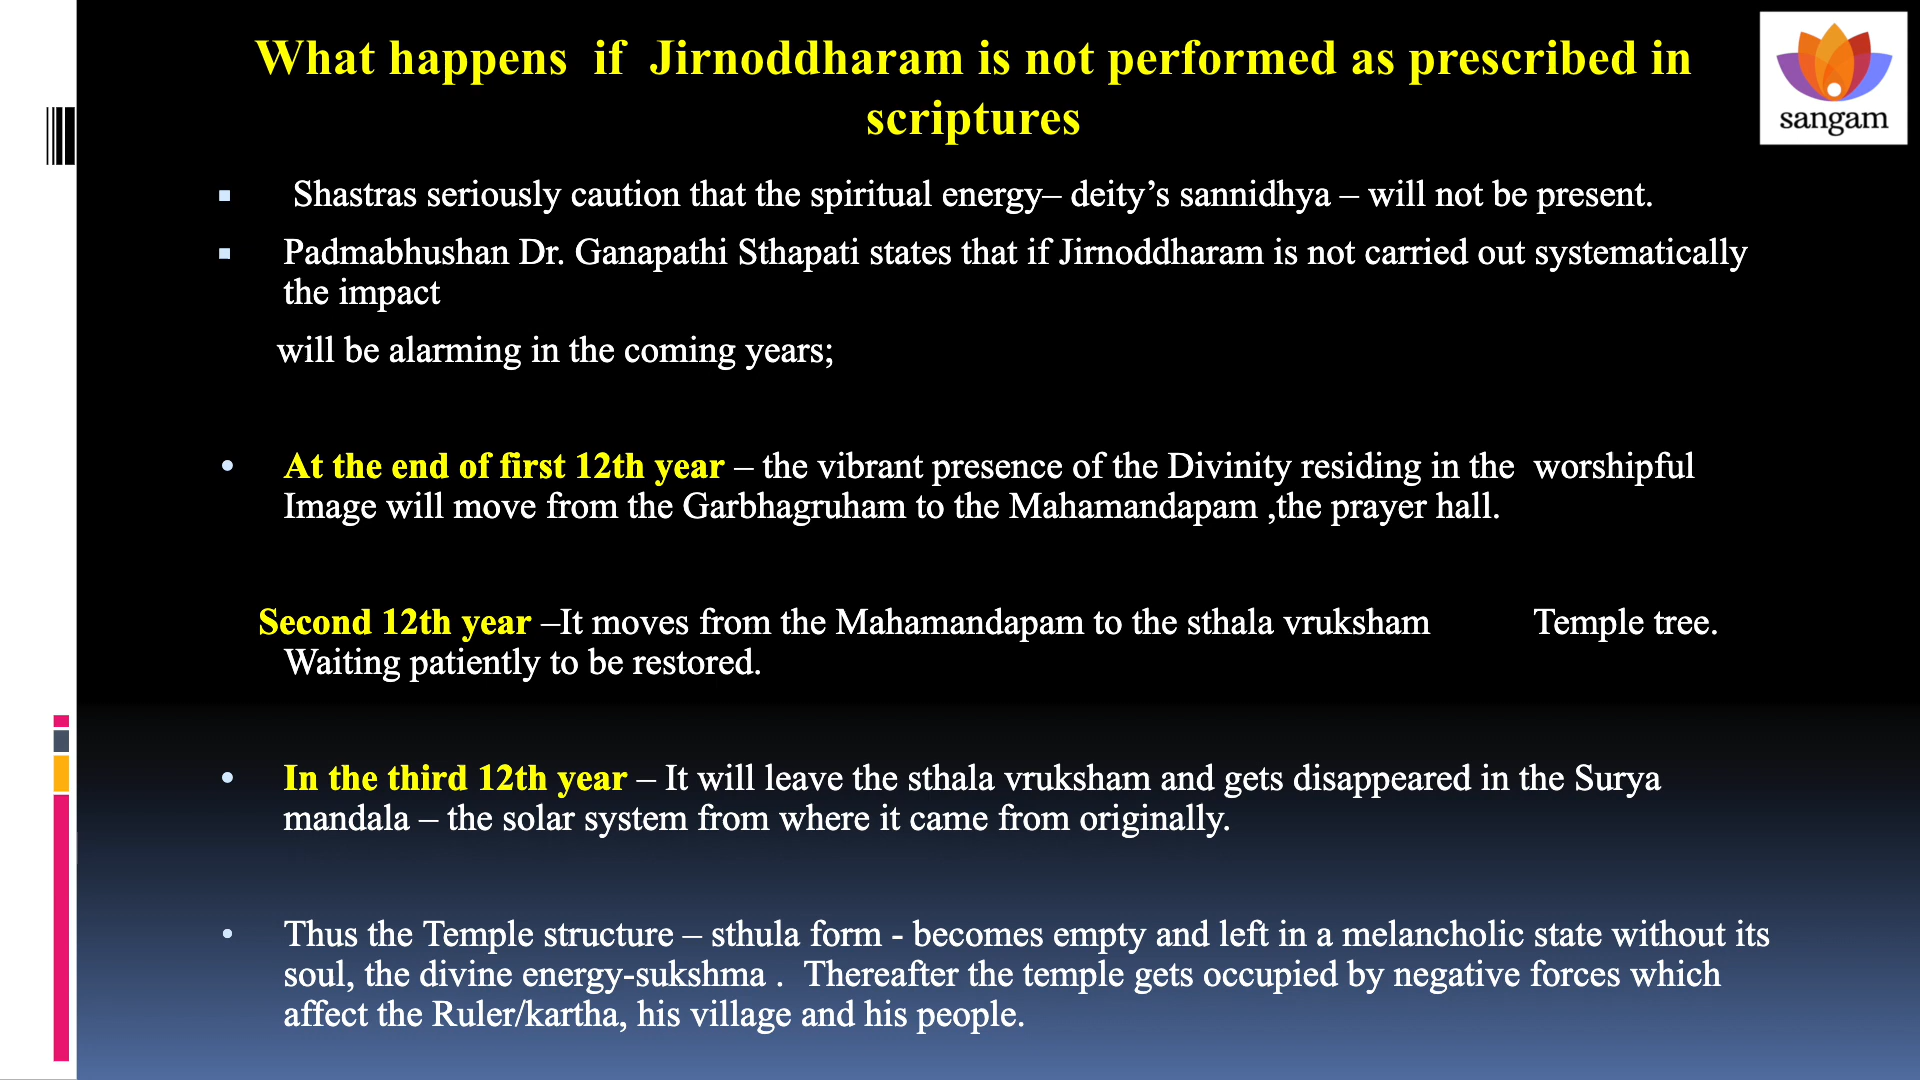 What happens  if  Jirnoddharam is not performed as prescribed in
scriptures
sangam
▪ Shastras seriously caution that the spiritual energy– deity’s sannidhya – will not be present.
▪ Padmabhushan Dr. Ganapathi Sthapati states that if Jirnoddharam is not carried out systematically
the impact
will be alarming in the coming years;
• At the end of first 12th year – the vibrant presence of the Divinity residing in the  worshipful
Image will move from the Garbhagruham to the Mahamandapam ,the prayer hall.
Second 12th year –It moves from the Mahamandapam to the sthala vruksham Temple tree.
Waiting patiently to be restored.
• In the third 12th year – It will leave the sthala vruksham and gets disappeared in the Surya
mandala – the solar system from where it came from originally.
• Thus the Temple structure – sthula form - becomes empty and left in a melancholic state without its
soul, the divine energy-sukshma .  Thereafter the temple gets occupied by negative forces which
affect the Ruler/kartha, his village and his people.